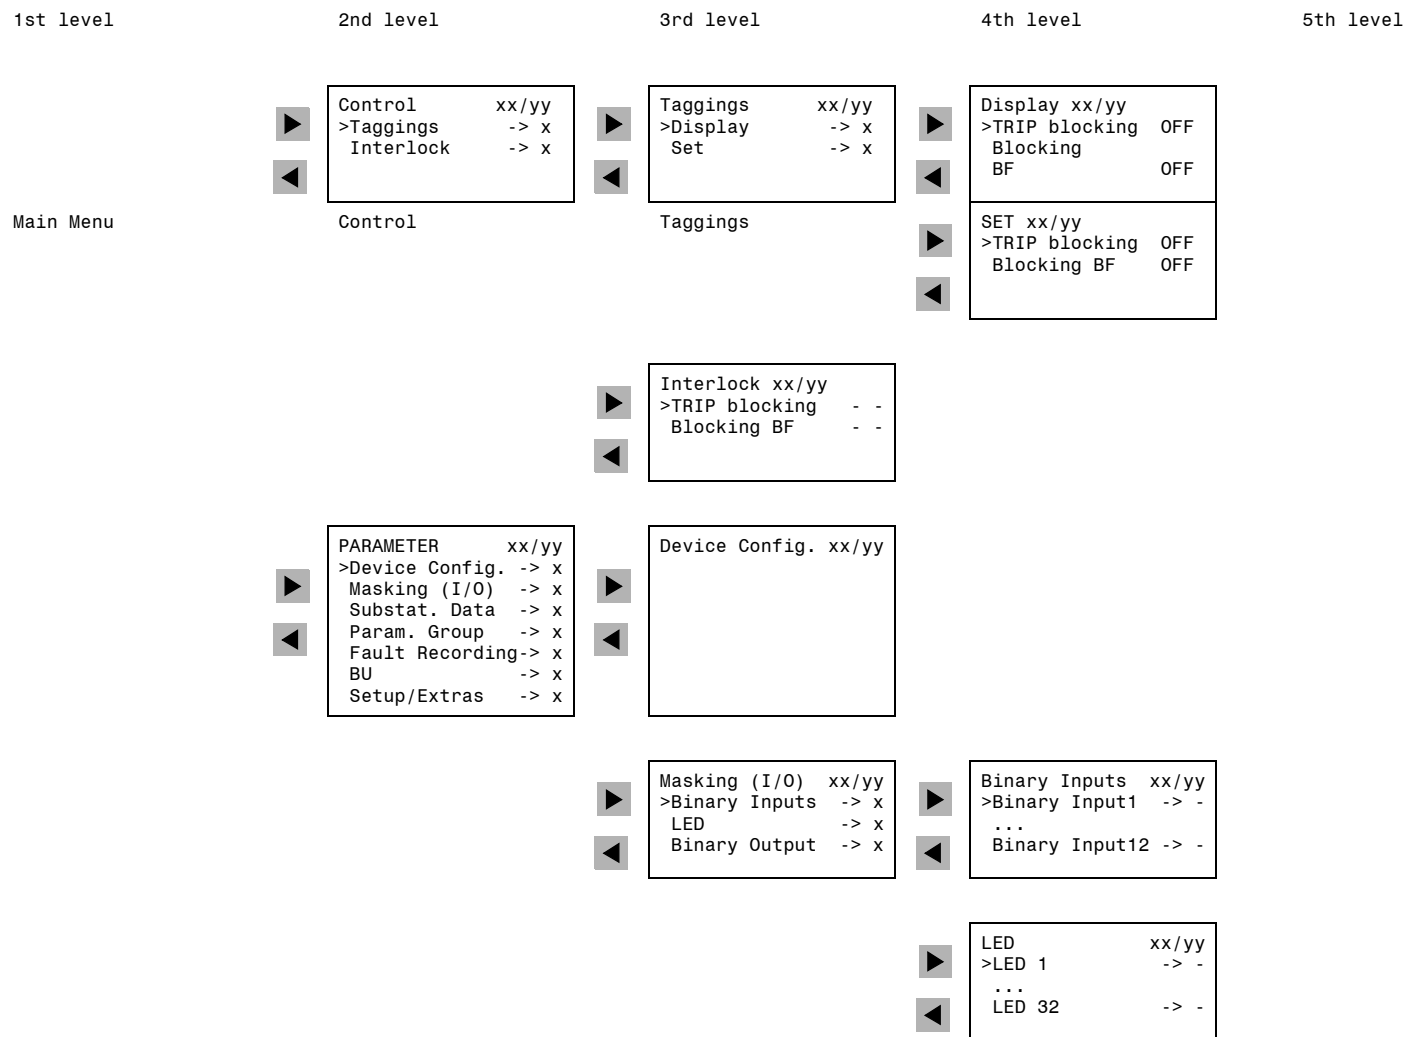 1st level 2nd level 3rd level 4th level 5th level
Control xx/yy
>Taggings -> x
Interlock -> x
Taggings xx/yy
>Display -> x
Set -> x
Display xx/yy
>TRIP blocking OFF
Blocking
BF OFF
Main Menu Control Taggings
SET xx/yy
>TRIP blocking OFF
Blocking BF OFF
Interlock xx/yy
>TRIP blocking - -
Blocking BF - -
PARAMETER xx/yy
>Device Config. -> x
Masking (I/O) -> x
Substat. Data -> x
Param. Group -> x
Fault Recording-> x
BU -> x
Setup/Extras -> x
Device Config. xx/yy
Masking (I/O) xx/yy
>Binary Inputs -> x
LED -> x
Binary Output -> x
Binary Inputs xx/yy
>Binary Input1 -> -
...
Binary Input12 -> -
LED xx/yy
>LED 1 -> -
...
LED 32 -> -